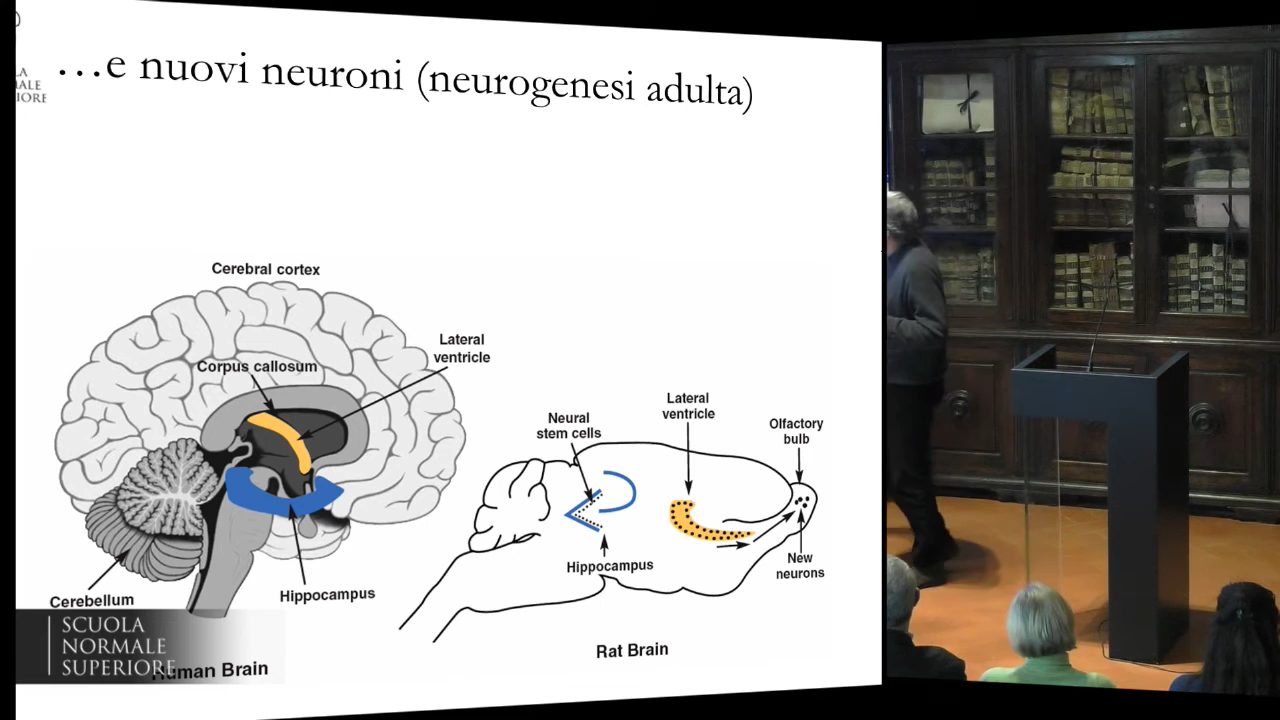 …e nuovi neuroni (neurogenesi adulta)
Cerebral cortex
Corpus callosum
Lateral
ventricle
Hippocampus
Cerebellum
Human Brain
Neural
stem cells
Lateral
ventricle
Olfactory
bulb
Hippocampus
New
neurons
Rat Brain
SCUOLA
NORMALE
SUPERIORE